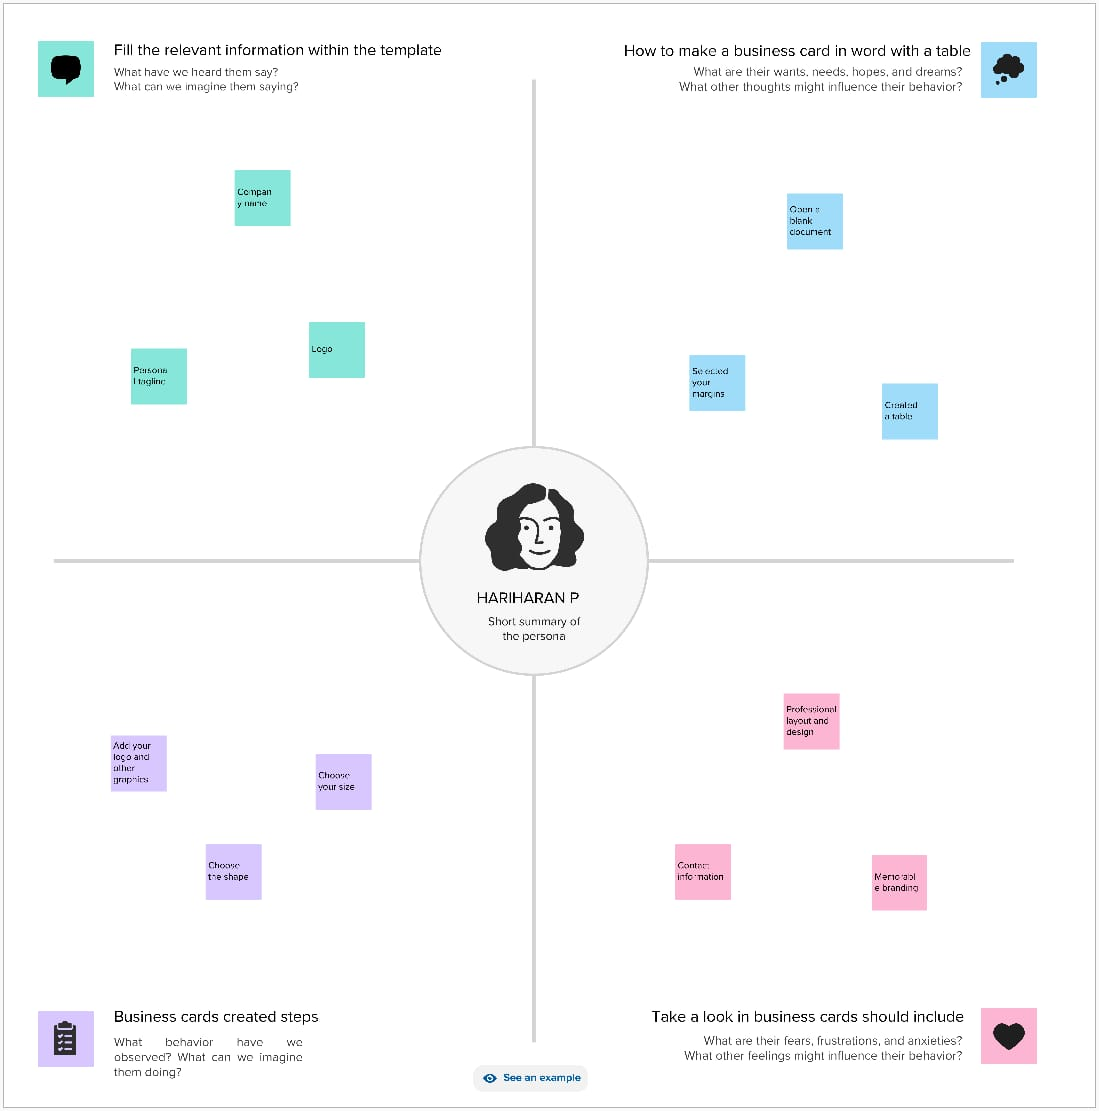 Fill the relevant information within the template
What have we heard them say?
What can we imagine them saying?
How to make a business card in word with a table
What are their wants, needs, hopes, and dreams?
What other thoughts might influence their behavior?
Compan
y name
Logo
Persona
l tagline
Open a
blank
document
Selected
your
margins
Created
a table
HARIHARAN P
Short summary of
the persona
Add your
logo and
other
graphics
Choose
your size
Choose
the shape
Professional
layout and
design
Contact
information
Memorabl
e branding
Business cards created steps
What behavior have we
observed? What can we imagine
them doing?
Take a look in business cards should include
What are their fears, frustrations, and anxieties?
What other feelings might influence their behavior?
See an example